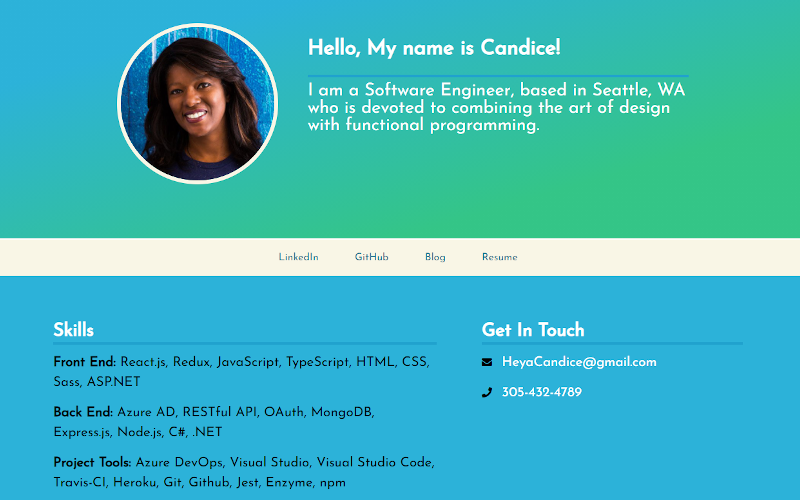 Hello, My name is Candice!
I am a Software Engineer, based in Seattle, WA
who is devoted to combining the art of design
with functional programming.
LinkedIn GitHub Blog Resume
Skills
Front End: React.js, Redux, JavaScript, TypeScript, HTML, CSS,
Sass, ASP.NET
Back End: Azure AD, RESTful API, OAuth, MongoDB,
Express.js, Node.js, C#, .NET
Project Tools: Azure DevOps, Visual Studio, Visual Studio Code,
Travis-CI, Heroku, Git, Github, Jest, Enzyme, npm
Get In Touch
HeyaCandice@gmail.com
305-432-4789